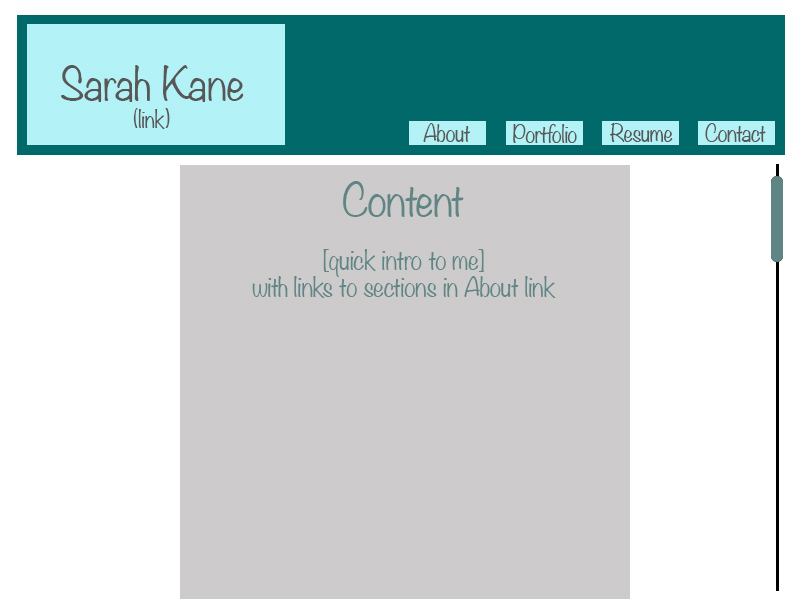 Sarah Kane
(link)
About Portfolio Resume Contact
Content
[quick intro to me]
with links to sections in About link